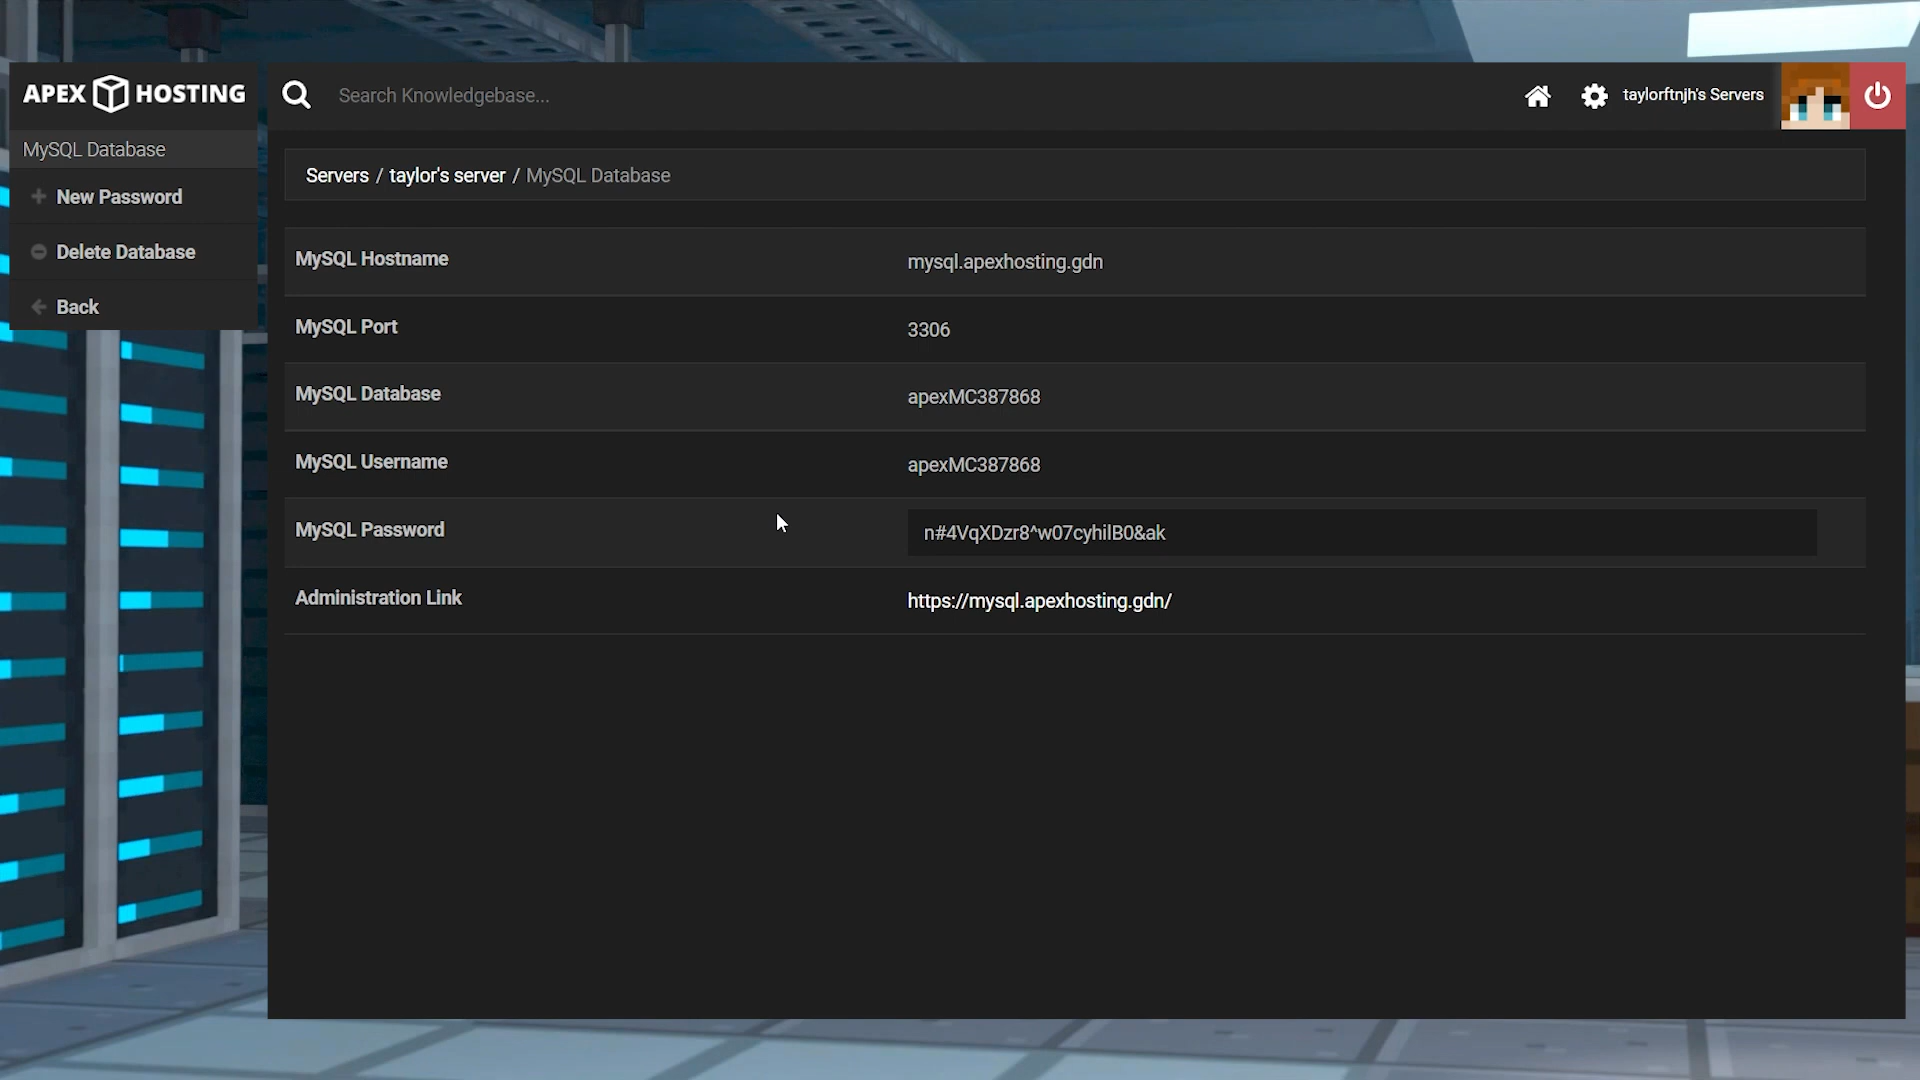 APEX HOSTING
Search Knowledgebase...
taylorftnjh's Servers
MySQL Database
New Password
Delete Database
Back
Servers / taylor's server / MySQL Database
MySQL Hostname mysql.apexhosting.gdn
MySQL Port 3306
MySQL Database apexMC387868
MySQL Username apexMC387868
MySQL Password n#4VqXDzr8^w07cyhilB0&ak
Administration Link https://mysql.apexhosting.gdn/